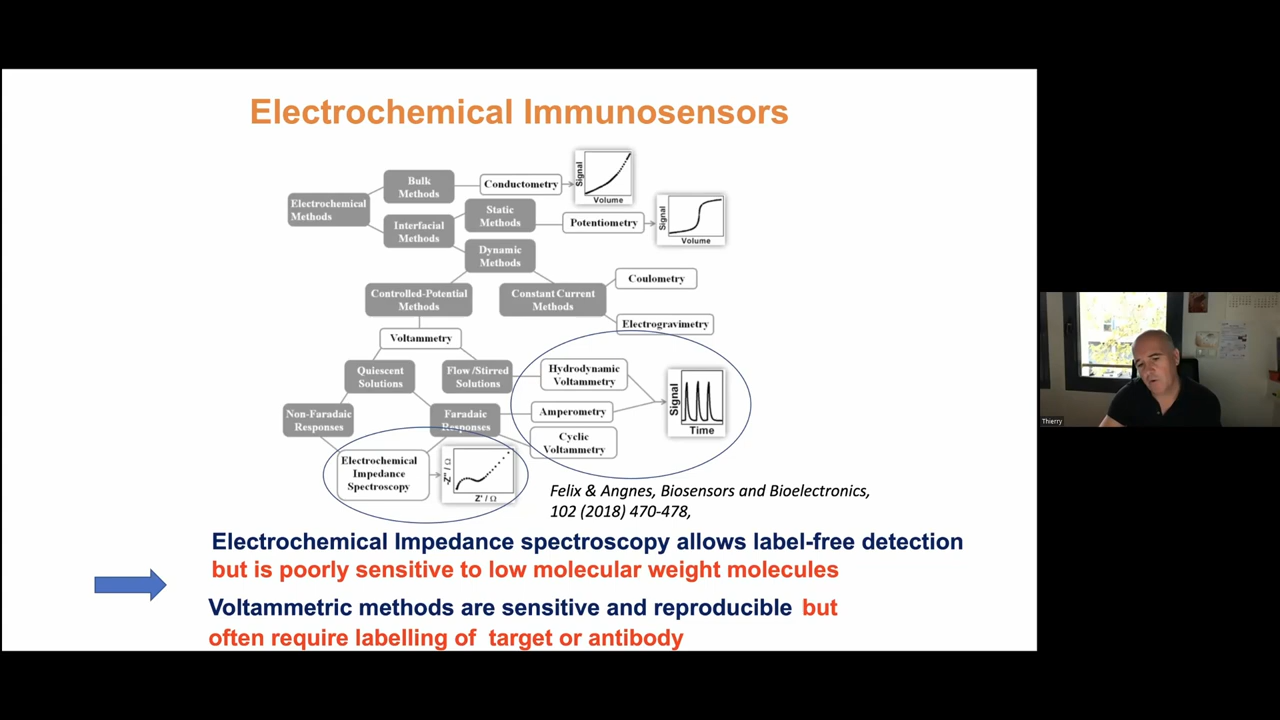 Electrochemical Immunosensors
Bulk
Methods
Conductometry
Signal
Volume
Electrochemical
Methods
Static
Methods
Interfacial
Methods
Potentiometry
Signal
Volume
Dynamic
Methods
Coulometry
Controlled-Potential
Methods
Constant Current
Methods
Electrogravimetry
Voltammetry
Quiescent
Solutions
Flow /Stirred
Solutions
Hydrodynamic
Voltammetry
Signal
Time
Non-Faradaic
Responses
Faradaic
Responses
Amperometry
Cyclic
Voltammetry
Electrochemical
Impedance
Spectroscopy
-Z'' / Ω
Z' / Ω
Felix & Angnes, Biosensors and Bioelectronics,
102 (2018) 470-478,
Electrochemical Impedance spectroscopy allows label-free detection
but is poorly sensitive to low molecular weight molecules
Voltammetric methods are sensitive and reproducible but
often require labelling of target or antibody
Thierry